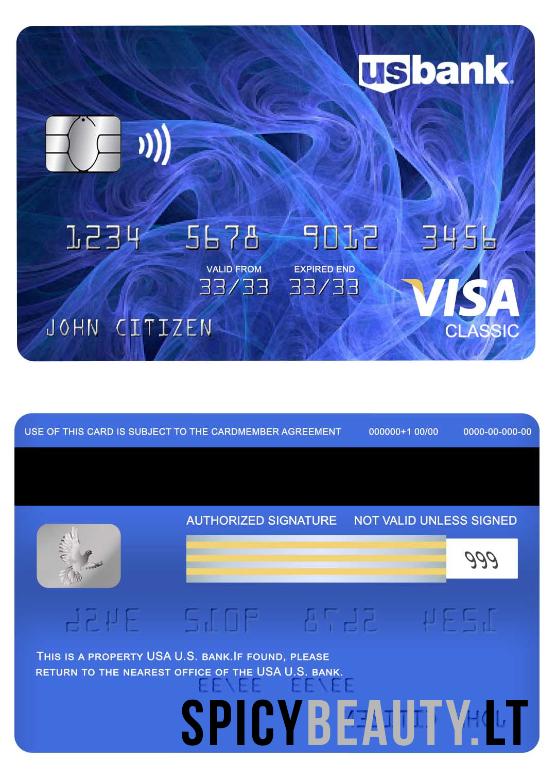 usbank
1234 5678 9012 3456
VALID FROM EXPIRED END
33/33 33/33
VISA
JOHN CITIZEN
CLASSIC
USE OF THIS CARD IS SUBJECT TO THE CARDMEMBER AGREEMENT 000000+1 00/00 0000-00-000-00
AUTHORIZED SIGNATURE NOT VALID UNLESS SIGNED
999
THIS IS A PROPERTY USA U.S. BANK.IF FOUND, PLEASE
RETURN TO THE NEAREST OFFICE OF THE USA U.S. BANK.
SPICYBEAUTY.LT